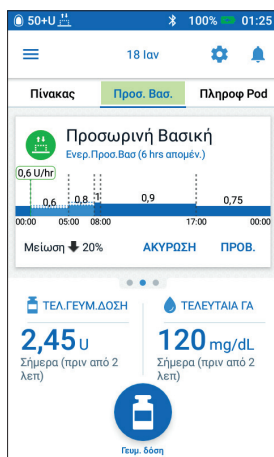 50+U 100% 01:25
18 Ιαν
Πίνακας Προσ. Βασ. Πληροφ Pod
Προσωρινή Βασική
Ενερ.Προσ.Βασ (6 hrs απομέν.)
0,6 U/hr
0,6 0,8 1 0,9 0,75
00:00 05:00 08:00 17:00 00:00
Μείωση 20% ΑΚΥΡΩΣΗ ΠΡΟΒ.
ΤΕΛ.ΓΕΥΜ.ΔΟΣΗ ΤΕΛΕΥΤΑΙΑ ΓΑ
2,45 U 120 mg/dL
Σήμερα (πριν από 2 Σήμερα (πριν από 2
λεπ) λεπ)
Γευμ. δόση